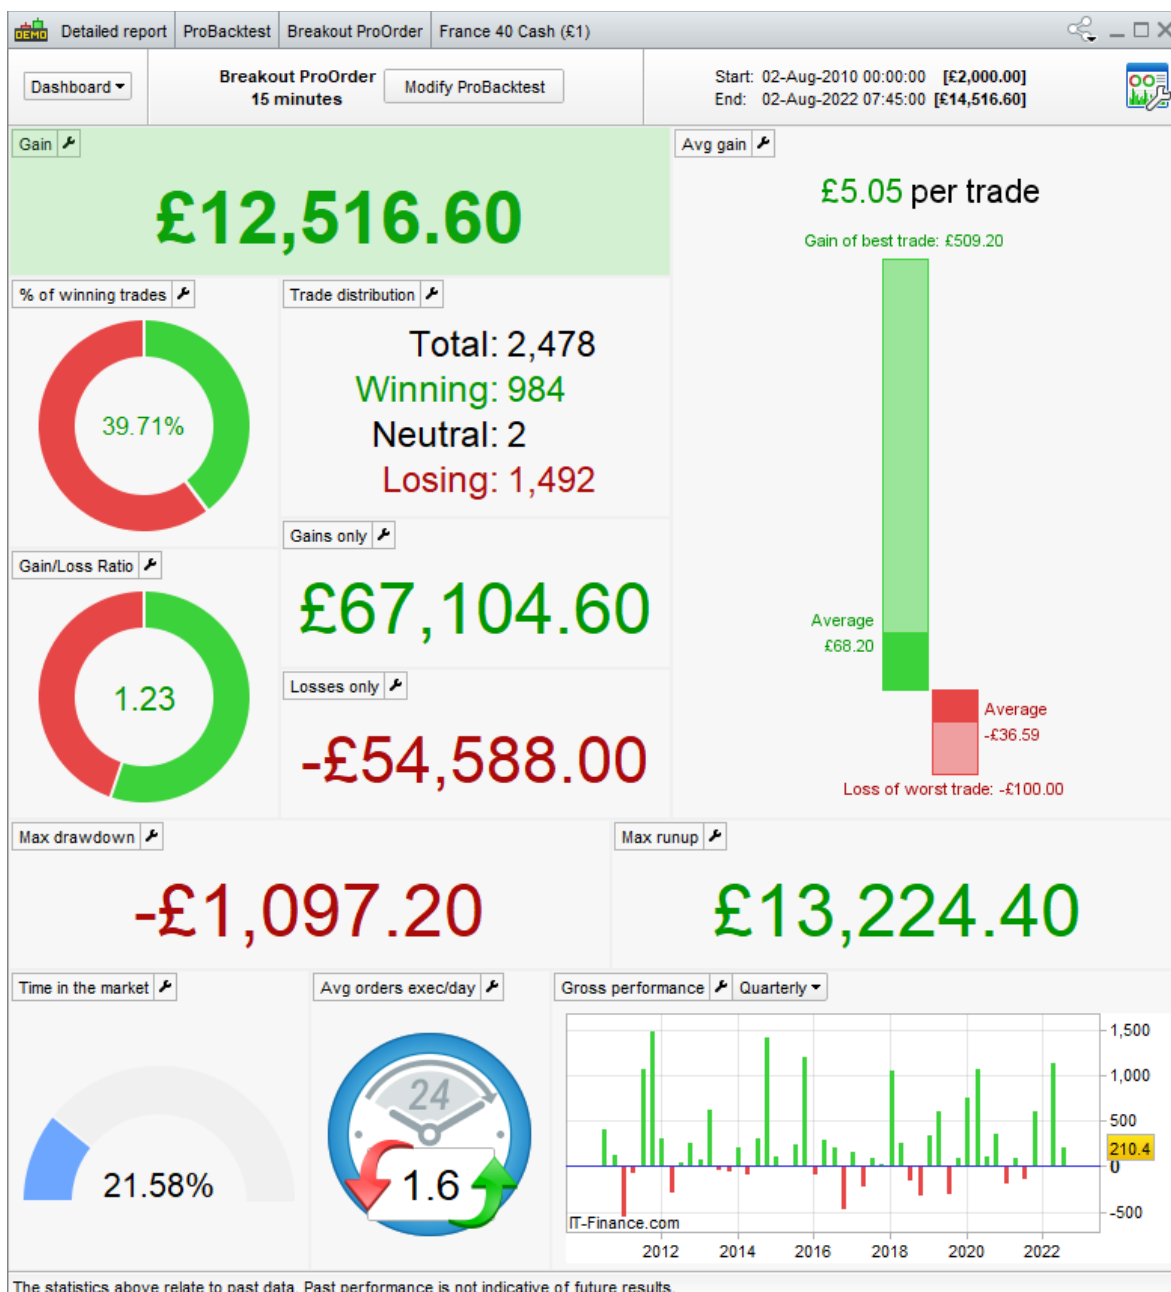 DEMO Detailed report ProBacktest Breakout ProOrder France 40 Cash (£1)
Dashboard
Breakout ProOrder
15 minutes
Modify ProBacktest
Start: 02-Aug-2010 00:00:00 [£2,000.00]
End: 02-Aug-2022 07:45:00 [£14,516.60]
Gain
£12,516.60
Avg gain
£5.05 per trade
Gain of best trade: £509.20
Average
£68.20
Average
-£36.59
Loss of worst trade: -£100.00
% of winning trades
39.71%
Trade distribution
Total: 2,478
Winning: 984
Neutral: 2
Losing: 1,492
Gain/Loss Ratio
1.23
Gains only
£67,104.60
Losses only
-£54,588.00
Max drawdown
-£1,097.20
Max runup
£13,224.40
Time in the market
21.58%
Avg orders exec/day
24
1.6
Gross performance Quarterly
1,500
1,000
500
210.4
0
-500
IT-Finance.com
2012 2014 2016 2018 2020 2022
The statistics above relate to past data. Past performance is not indicative of future results.